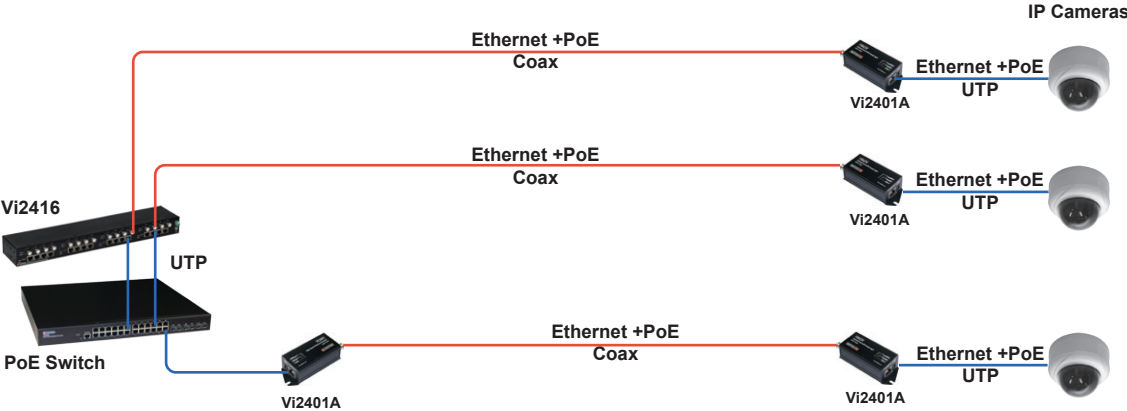 IP Cameras
Ethernet +PoE
Coax
Vi2401A
Ethernet +PoE
UTP
Ethernet +PoE
Coax
Vi2401A
Ethernet +PoE
UTP
Vi2416
UTP
PoE Switch
Vi2401A
Ethernet +PoE
Coax
Vi2401A
Ethernet +PoE
UTP